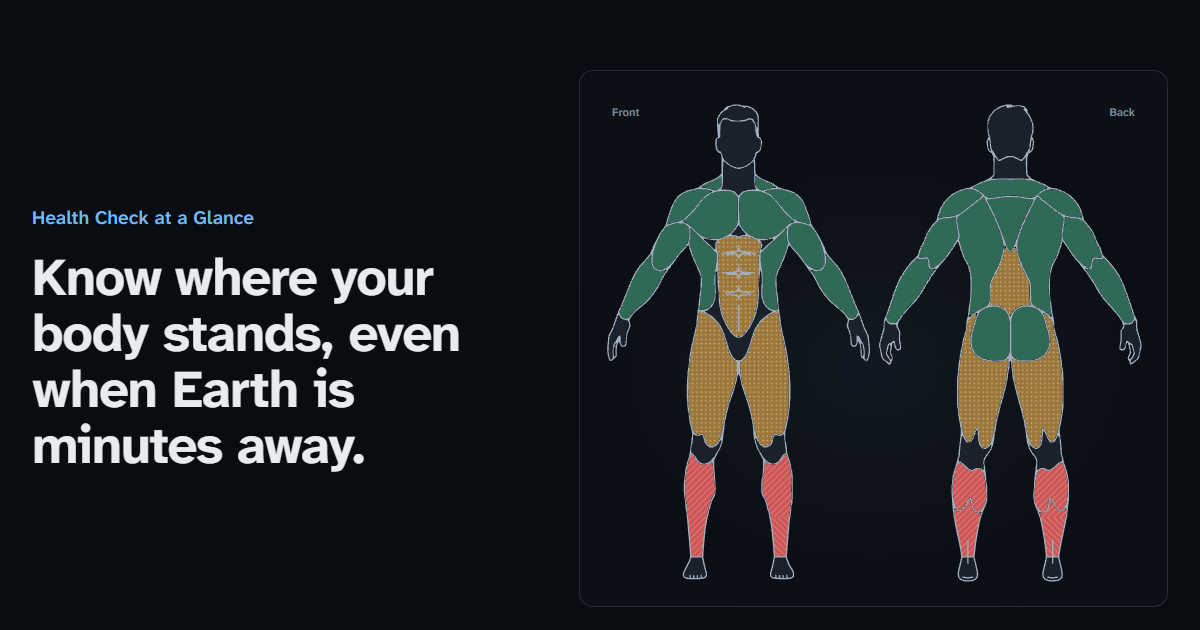 Health Check at a Glance
Know where your
body stands, even
when Earth is
minutes away.
Front
Back